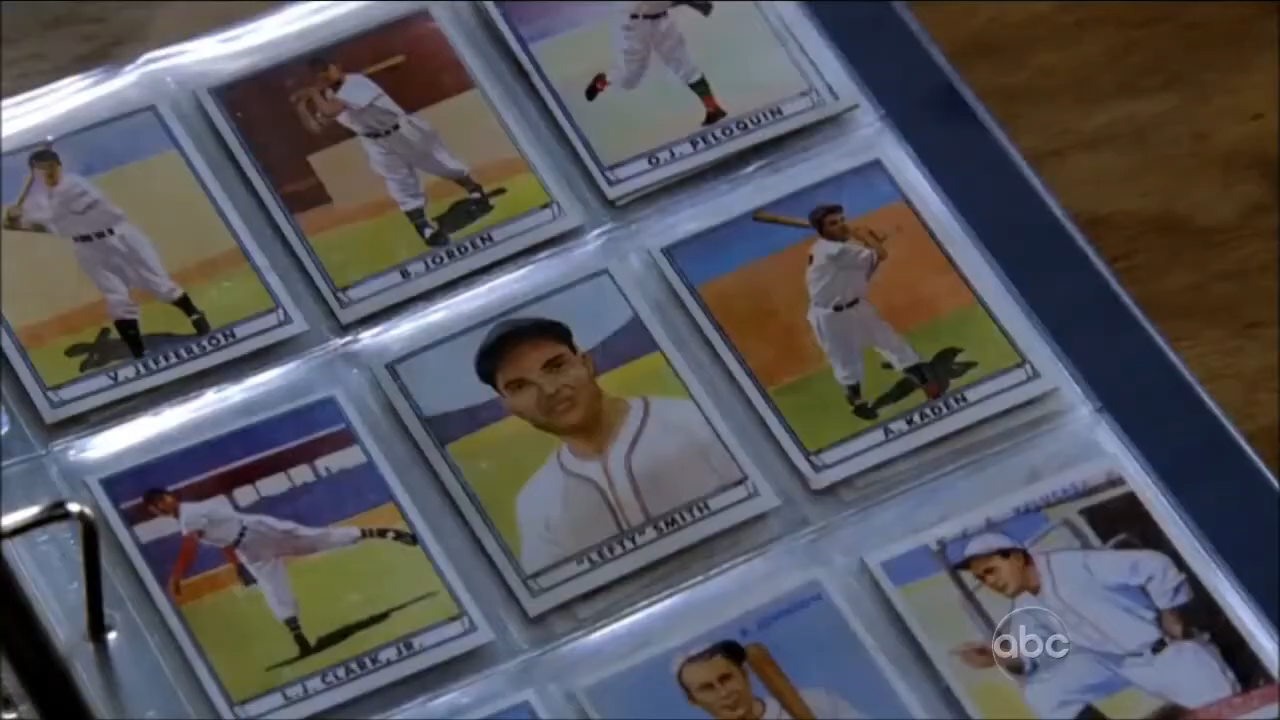 V. JEFFERSON
B. JORDEN
O.J. PELOQUIN
L.J. CLARK, JR.
"LEFTY" SMITH
A. KADEN
abc